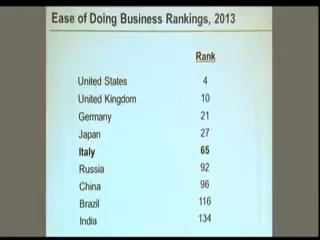 Ease of Doing Business Rankings, 2013
Rank
United States 4
United Kingdom 10
Germany 21
Japan 27
Italy 65
Russia 92
China 96
Brazil 116
India 134